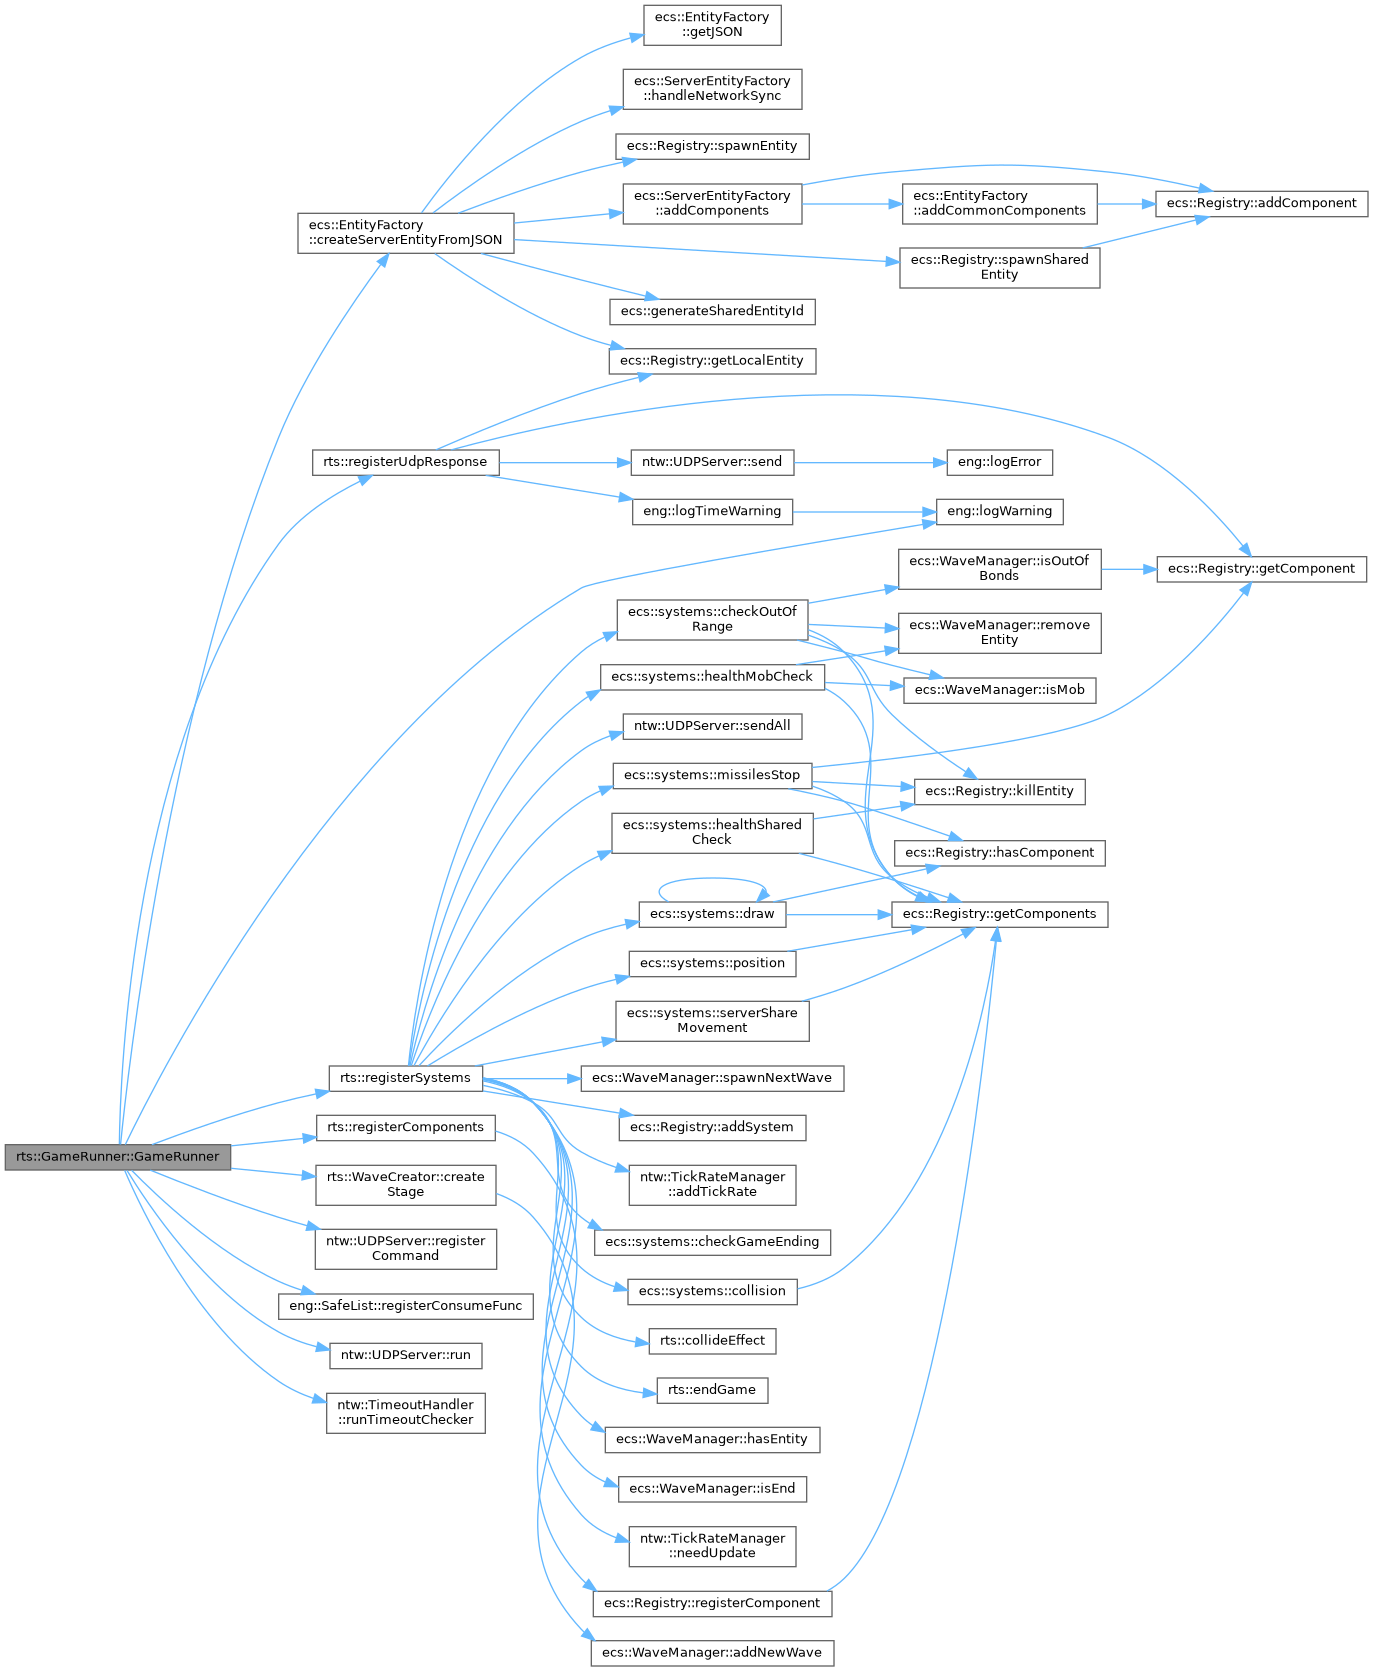 ecs::EntityFactory
::getJSON
ecs::ServerEntityFactory
::handleNetworkSync
ecs::Registry::spawnEntity
ecs::ServerEntityFactory
::addComponents
ecs::EntityFactory
::addCommonComponents
ecs::Registry::addComponent
ecs::EntityFactory
::createServerEntityFromJSON
ecs::Registry::spawnShared
Entity
ecs::generateSharedEntityId
ecs::Registry::getLocalEntity
rts::registerUdpResponse
ntw::UDPServer::send
eng::logError
eng::logTimeWarning
eng::logWarning
ecs::WaveManager::isOutOf
Bonds
ecs::Registry::getComponent
ecs::systems::checkOutOf
Range
ecs::WaveManager::remove
Entity
ecs::systems::healthMobCheck
ecs::WaveManager::isMob
ntw::UDPServer::sendAll
ecs::systems::missilesStop
ecs::Registry::killEntity
ecs::systems::healthShared
Check
ecs::Registry::hasComponent
ecs::systems::draw
ecs::Registry::getComponents
ecs::systems::position
ecs::systems::serverShare
Movement
rts::registerSystems
ecs::WaveManager::spawnNextWave
rts::registerComponents
ecs::Registry::addSystem
rts::GameRunner::GameRunner
rts::WaveCreator::create
Stage
ntw::TickRateManager
::addTickRate
ntw::UDPServer::register
Command
ecs::systems::checkGameEnding
eng::SafeList::registerConsumeFunc
ecs::systems::collision
ntw::UDPServer::run
rts::collideEffect
ntw::TimeoutHandler
::runTimeoutChecker
rts::endGame
ecs::WaveManager::hasEntity
ecs::WaveManager::isEnd
ntw::TickRateManager
::needUpdate
ecs::Registry::registerComponent
ecs::WaveManager::addNewWave